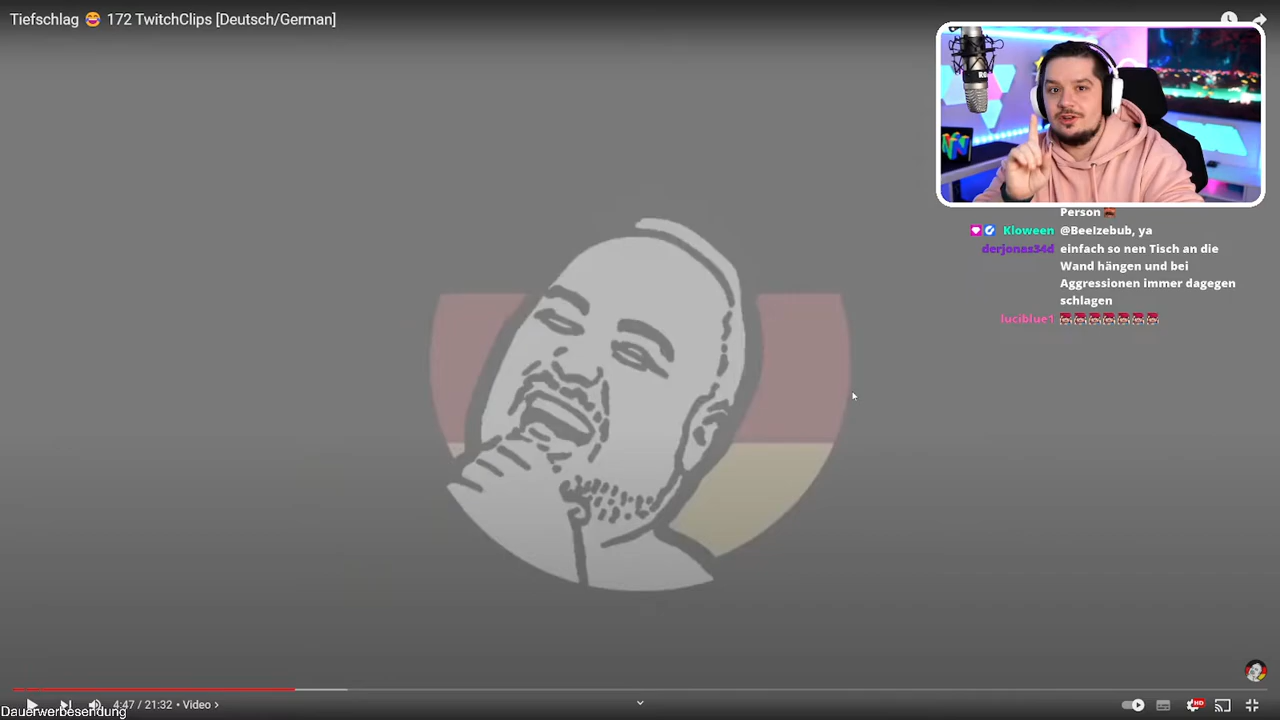 Tiefschlag 😂 172 TwitchClips [Deutsch/German]
Person
Kloween @Beelzebub, ya
derjonas34d einfach so nen Tisch an die
Wand hängen und bei
Aggressionen immer dagegen
schlagen
luciblue1
4:47 / 21:32 • Video ›
HD
Dauerwerbesendung